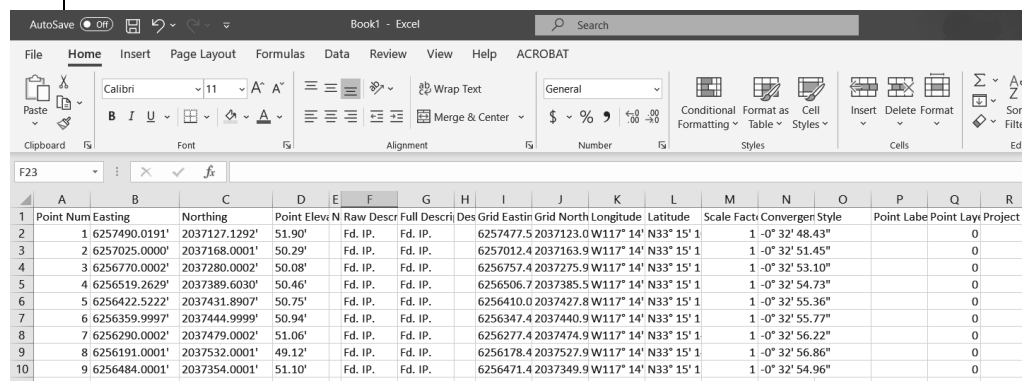 AutoSave Off Book1 - Excel Search
File Home Insert Page Layout Formulas Data Review View Help ACROBAT
Calibri 11 A^ A˅ Wrap Text General
Paste B I U A Merge & Center $ % 9 Conditional Formatting Format as Table Cell Styles Insert Delete Format
Clipboard Font Alignment Number Styles Cells
F23 fx
A B C D E F G H I J K L M N O P Q R
1 Point Num Easting Northing Point Eleva N Raw Descr Full Descri Des Grid Eastin Grid North Longitude Latitude Scale Facto Convergen Style Point Labe Point Laye Project
2 1 6257490.0191' 2037127.1292' 51.90' Fd. IP. Fd. IP. 6257477.5 2037123.0 W117° 14' N33° 15' 1 1 -0° 32' 48.43" 0
3 2 6257025.0000' 2037168.0001' 50.29' Fd. IP. Fd. IP. 6257012.4 2037163.9 W117° 14' N33° 15' 1 1 -0° 32' 51.45" 0
4 3 6256770.0002' 2037280.0002' 50.08' Fd. IP. Fd. IP. 6256757.4 2037275.9 W117° 14' N33° 15' 1 1 -0° 32' 53.10" 0
5 4 6256519.2629' 2037389.6030' 50.46' Fd. IP. Fd. IP. 6256506.7 2037385.5 W117° 14' N33° 15' 1 1 -0° 32' 54.73" 0
6 5 6256422.5222' 2037431.8907' 50.75' Fd. IP. Fd. IP. 6256410.0 2037427.8 W117° 14' N33° 15' 1 1 -0° 32' 55.36" 0
7 6 6256359.9997' 2037444.9999' 50.94' Fd. IP. Fd. IP. 6256347.4 2037440.9 W117° 14' N33° 15' 1 1 -0° 32' 55.77" 0
8 7 6256290.0002' 2037479.0002' 51.06' Fd. IP. Fd. IP. 6256277.4 2037474.9 W117° 14' N33° 15' 1 1 -0° 32' 56.22" 0
9 8 6256191.0001' 2037532.0001' 49.12' Fd. IP. Fd. IP. 6256178.4 2037527.9 W117° 14' N33° 15' 1 1 -0° 32' 56.86" 0
10 9 6256484.0001' 2037354.0001' 51.10' Fd. IP. Fd. IP. 6256471.4 2037349.9 W117° 14' N33° 15' 1 1 -0° 32' 54.96" 0